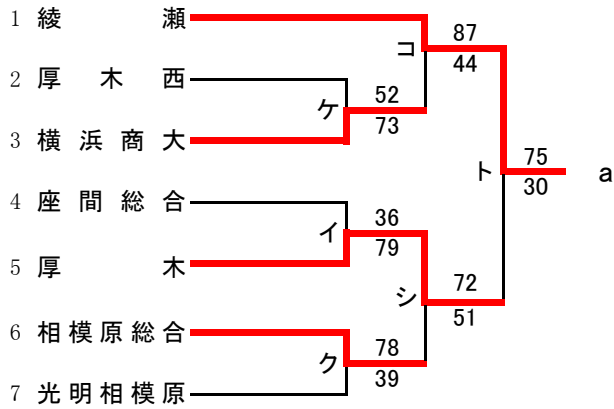 1 綾瀬
87
コ
44
2 厚木西
52
ケ
73
3 横浜商大
75
ト a
30
4 座間総合
36
イ
79
5 厚木
72
シ
51
6 相模原総合
78
ク
39
7 光明相模原